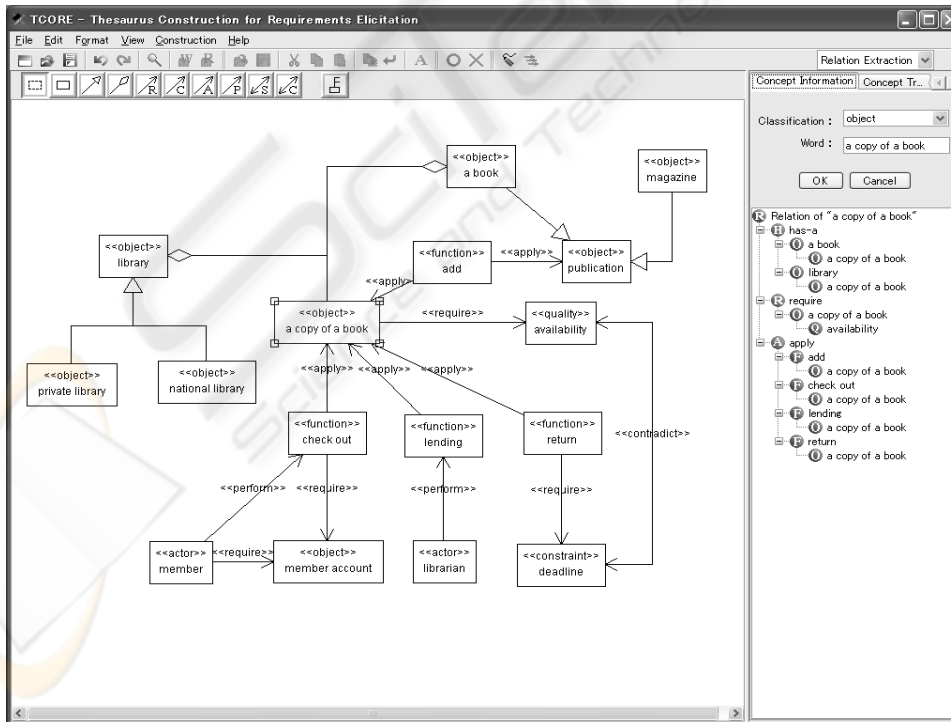 TCORE - Thesaurus Construction for Requirements Elicitation
File Edit Format View Construction Help
Relation Extraction
R C A P S C
Concept Information Concept Tr...
Classification : object
Word : a copy of a book
OK Cancel
Relation of "a copy of a book"
has-a
a book
a copy of a book
library
a copy of a book
require
a copy of a book
availability
apply
add
a copy of a book
check out
a copy of a book
lending
a copy of a book
return
a copy of a book
<<object>>
a book
<<object>>
magazine
<<object>>
library
<<function>>
add
<<apply>>
<<object>>
publication
<<apply>>
<<object>>
a copy of a book
<<require>>
<<quality>>
availability
<<object>>
private library
<<object>>
national library
<<apply>>
<<apply>>
<<apply>>
<<function>>
check out
<<function>>
lending
<<function>>
return
<<contradict>>
<<perform>>
<<require>>
<<perform>>
<<require>>
<<actor>>
member
<<require>>
<<object>>
member account
<<actor>>
librarian
<<constraint>>
deadline